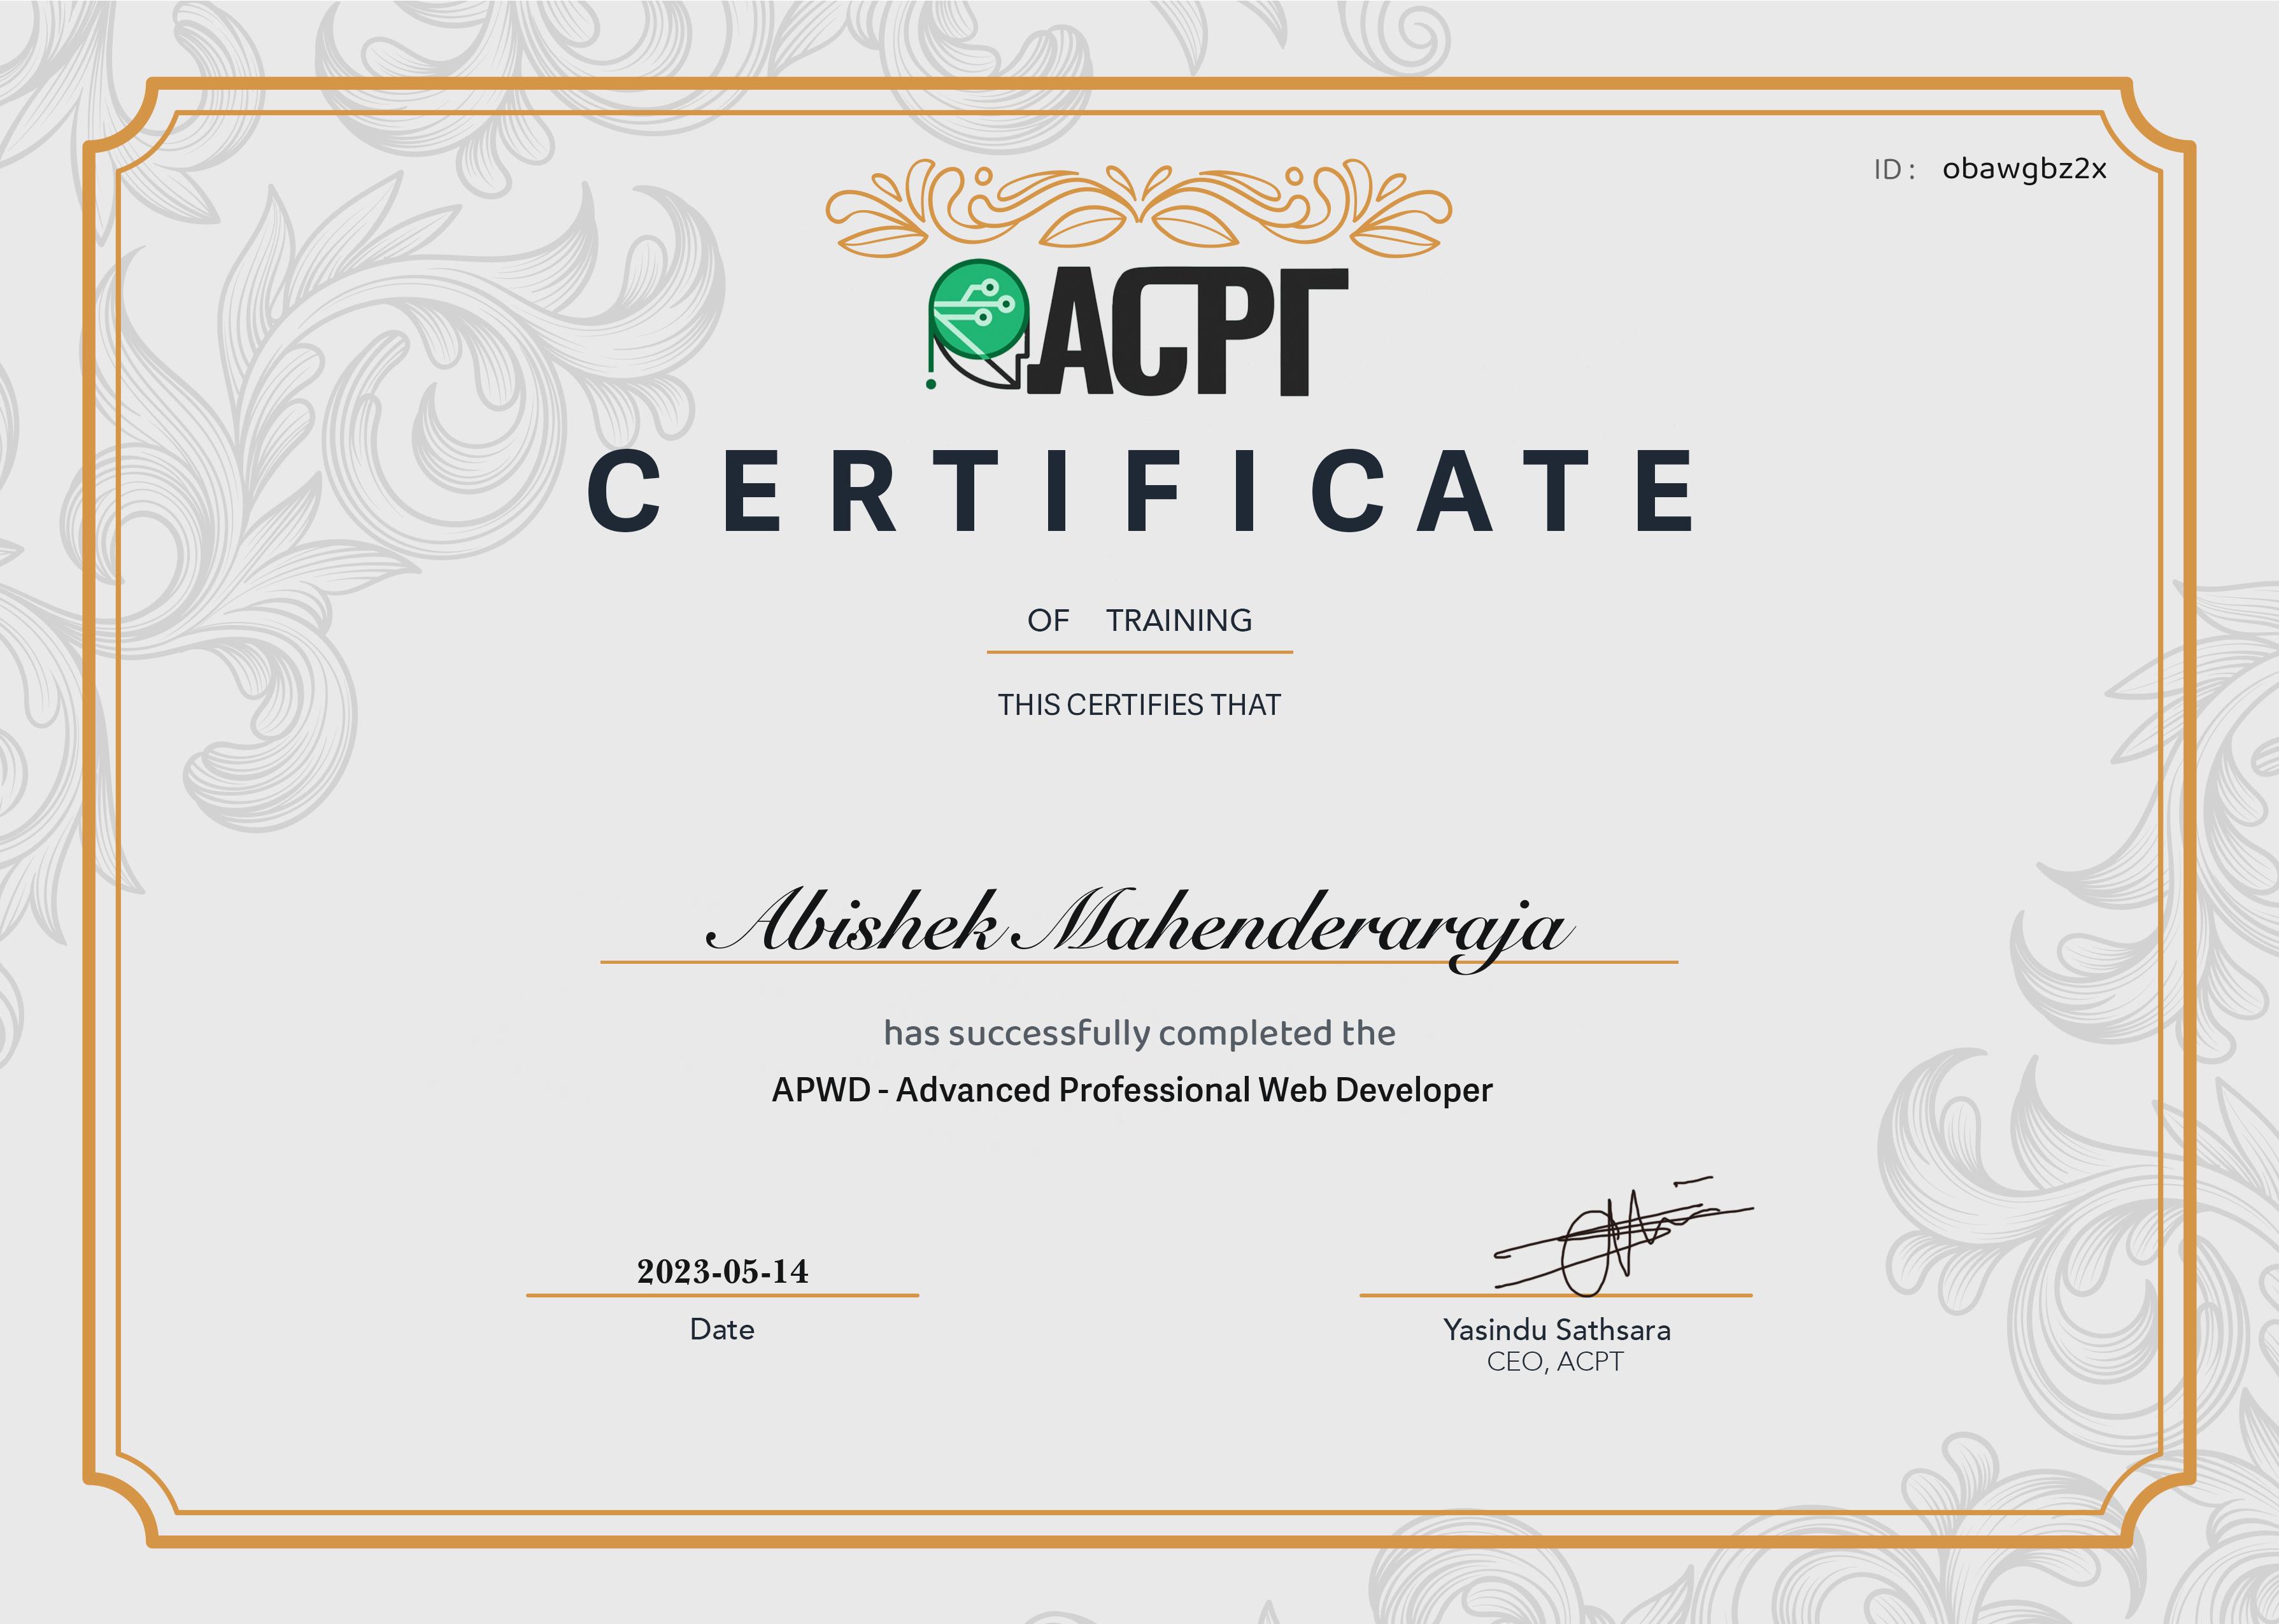 ID : obawgbz2x
ACPT
CERTIFICATE
OF TRAINING
THIS CERTIFIES THAT
Abishek Mahenderaraja
has successfully completed the
APWD - Advanced Professional Web Developer
2023-05-14
Date
Yasindu Sathsara
CEO, ACPT